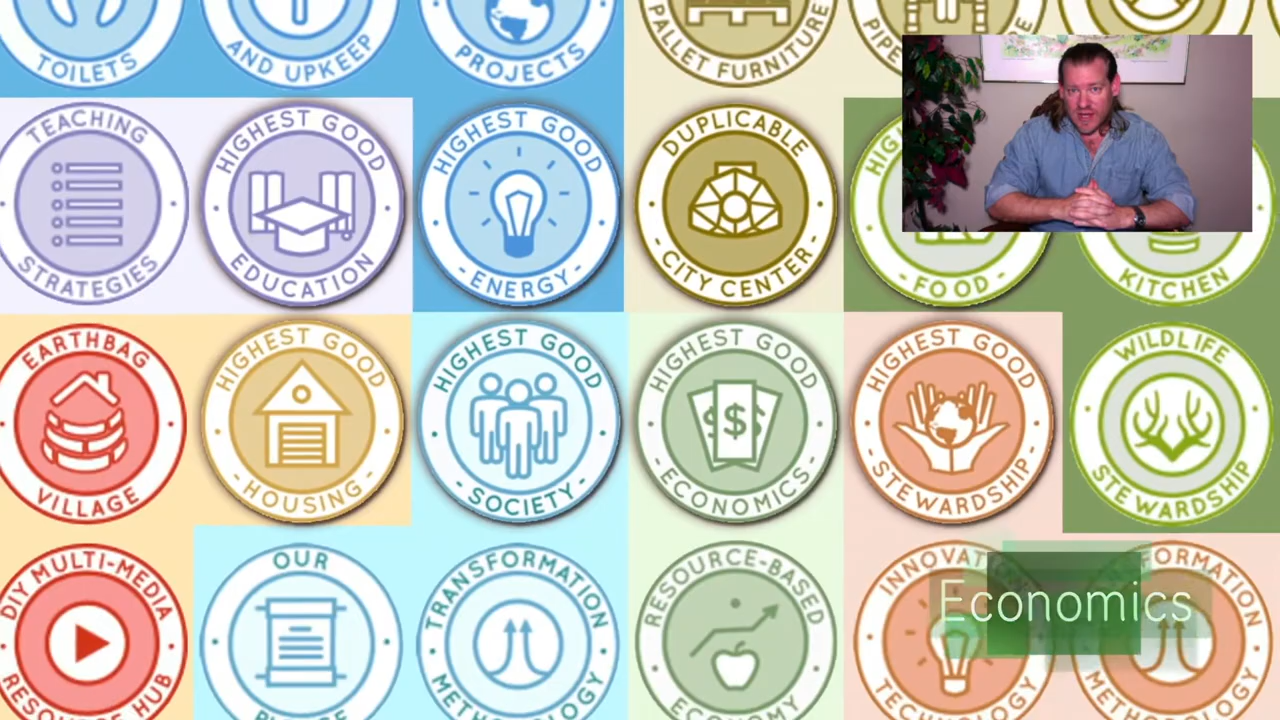 TOILETS
AND UPKEEP
PROJECTS
PALLET FURNITURE
TEACHING
STRATEGIES
HIGHEST GOOD
EDUCATION
HIGHEST GOOD
- ENERGY -
DUPLICABLE
- CITY CENTER -
- FOOD -
KITCHEN
EARTHBAG
VILLAGE
HIGHEST GOOD
- HOUSING -
HIGHEST GOOD
- SOCIETY -
HIGHEST GOOD
$ $ $
- ECONOMICS -
HIGHEST GOOD
- STEWARDSHIP -
WILDLIFE
STEWARDSHIP
DIY MULTI-MEDIA
RESOURCE HUB
OUR
TRANSFORMATION
METHODOLOGY
RESOURCE-BASED
ECONOMY
TECHNOLOGY
METHODOLOGY
Economics